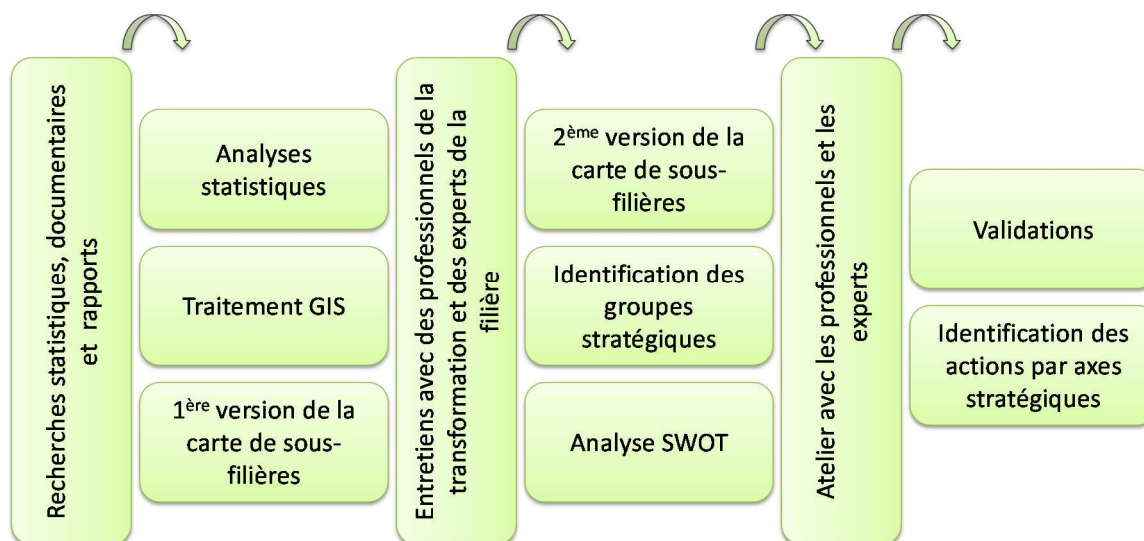 Recherches statistiques, documentaires
et rapports
Analyses
statistiques
Traitement GIS
1ère version de la
carte de sous-
filières
Entretiens avec des professionnels de la
transformation et des experts de la
filière
2ème version de la
carte de sous-
filières
Identification des
groupes
stratégiques
Analyse SWOT
Atelier avec les professionnels et les
experts
Validations
Identification des
actions par axes
stratégiques